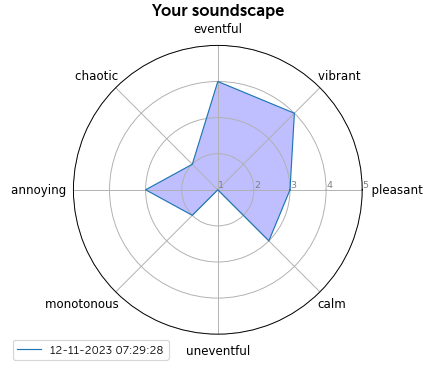 Your soundscape
eventful
chaotic
vibrant
annoying
1 2 3 4 5
pleasant
monotonous
calm
12-11-2023 07:29:28
uneventful